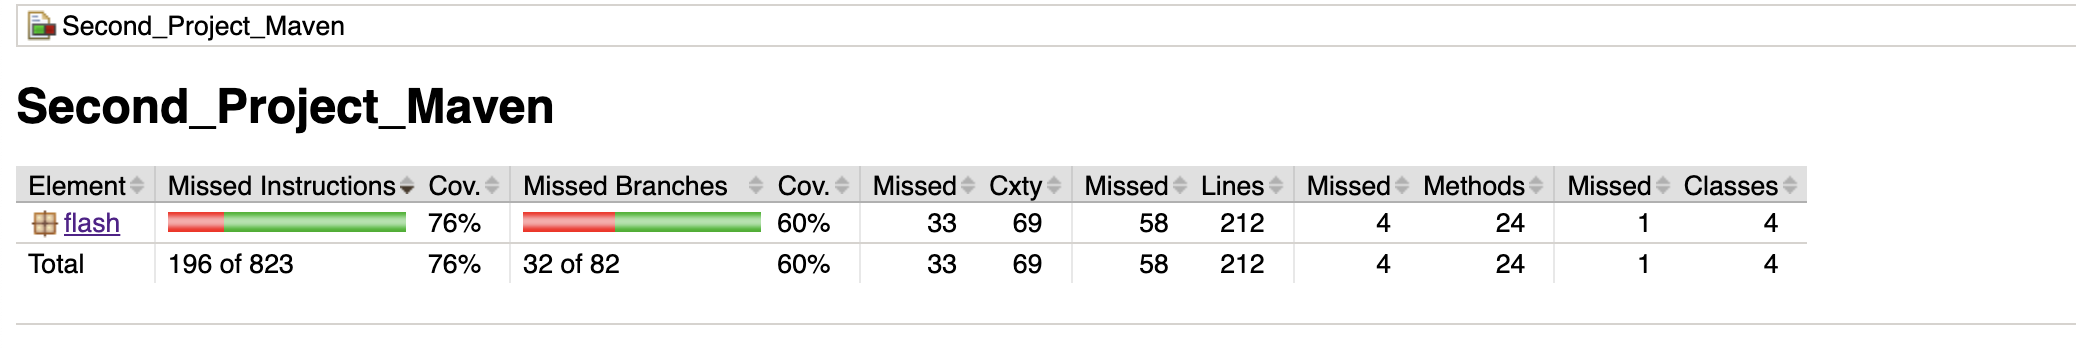 Second_Project_Maven
Second_Project_Maven
Element Missed Instructions Cov. Missed Branches Cov. Missed Cxty Missed Lines Missed Methods Missed Classes
flash 76% 60% 33 69 58 212 4 24 1 4
Total 196 of 823 76% 32 of 82 60% 33 69 58 212 4 24 1 4